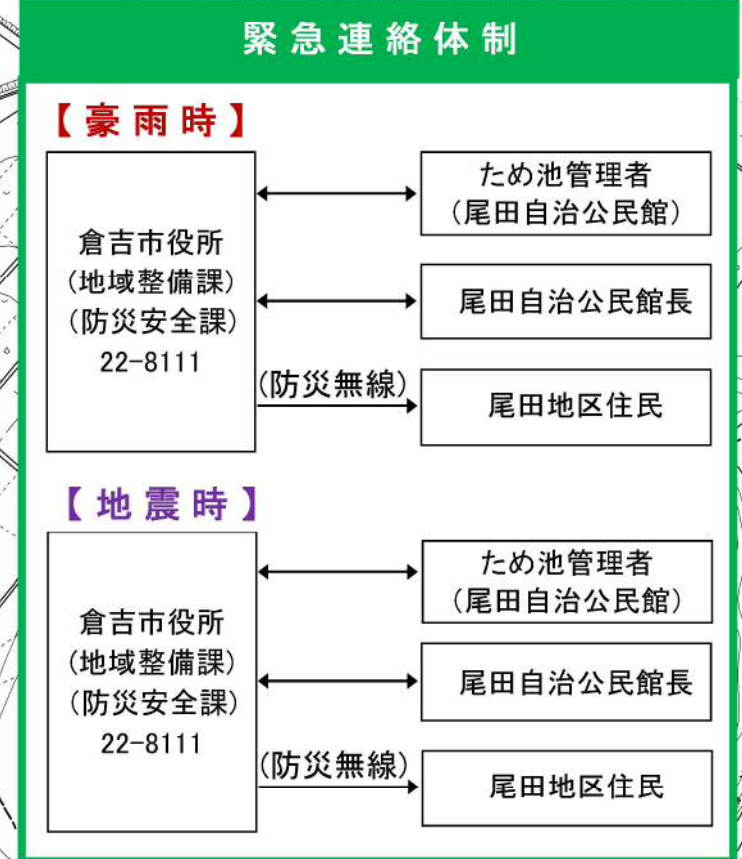 緊急連絡体制
【豪雨時】
倉吉市役所
(地域整備課)
(防災安全課)
22-8111
ため池管理者
(尾田自治公民館)
尾田自治公民館長
(防災無線)
尾田地区住民
【地震時】
倉吉市役所
(地域整備課)
(防災安全課)
22-8111
ため池管理者
(尾田自治公民館)
尾田自治公民館長
(防災無線)
尾田地区住民